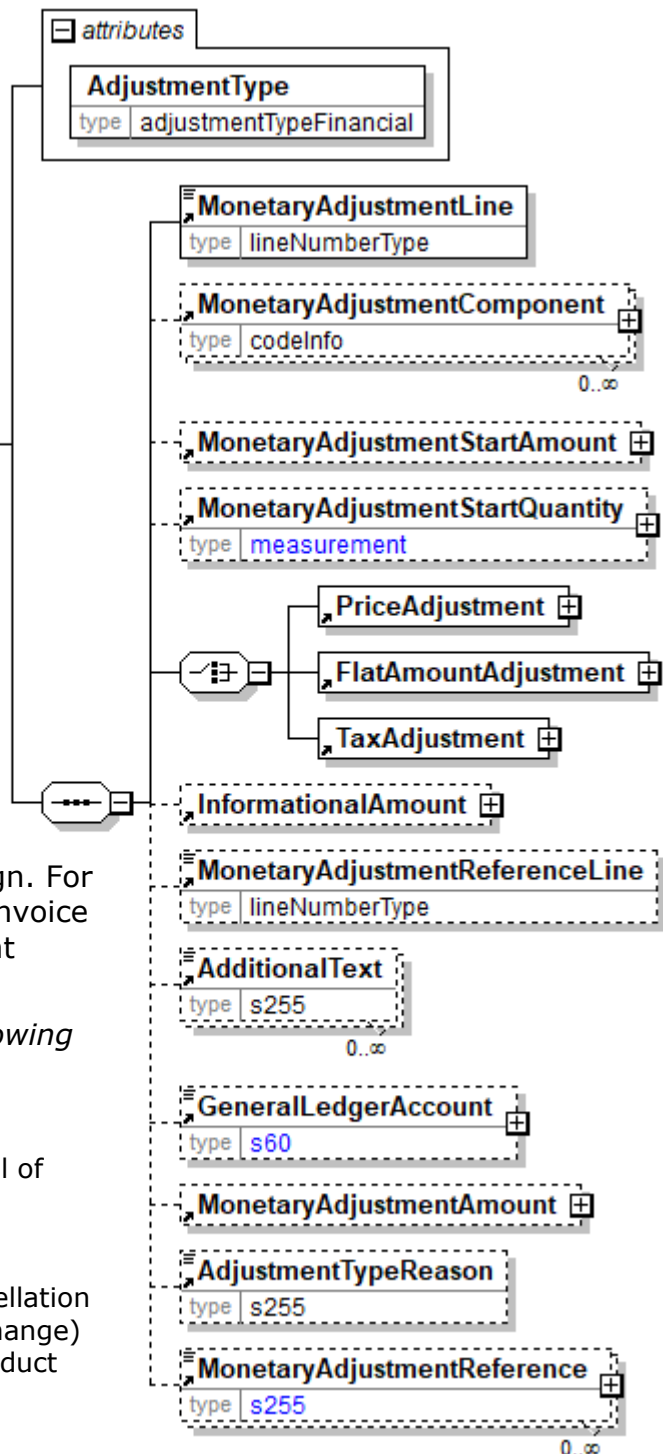 attributes
AdjustmentType
type adjustmentTypeFinancial
MonetaryAdjustmentLine
type lineNumberType
MonetaryAdjustmentComponent
type codeInfo
0..∞
MonetaryAdjustmentStartAmount
MonetaryAdjustmentStartQuantity
type measurement
PriceAdjustment
FlatAmountAdjustment
TaxAdjustment
InformationalAmount
MonetaryAdjustmentReferenceLine
type lineNumberType
AdditionalText
type s255
0..∞
GeneralLedgerAccount
type s60
MonetaryAdjustmentAmount
AdjustmentTypeReason
type s255
MonetaryAdjustmentReference
type s255
0..∞
gn. For
nvoice
nt
owing
l of
ellation
hange)
duct